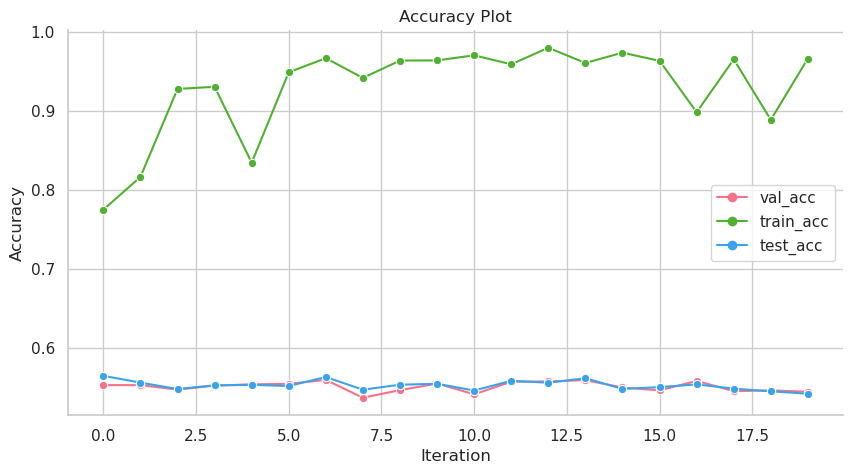 Accuracy Plot
1.0
0.9
0.8
0.7
0.6
Accuracy
val_acc
train_acc
test_acc
0.0 2.5 5.0 7.5 10.0 12.5 15.0 17.5
Iteration